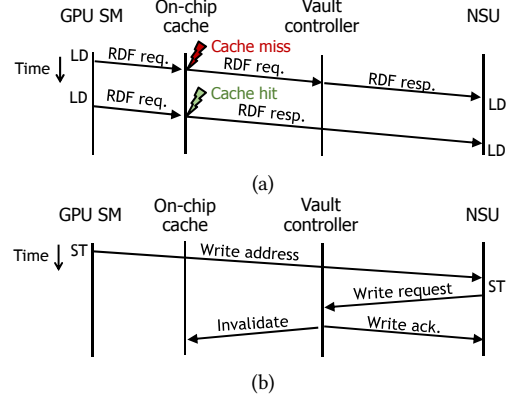 GPU SM On-chip cache Vault controller NSU
Time
LD RDF req. Cache miss RDF req. RDF resp. LD
LD RDF req. Cache hit RDF resp. LD
(a)
GPU SM On-chip cache Vault controller NSU
Time
ST Write address ST
Write request
Invalidate Write ack.
(b)